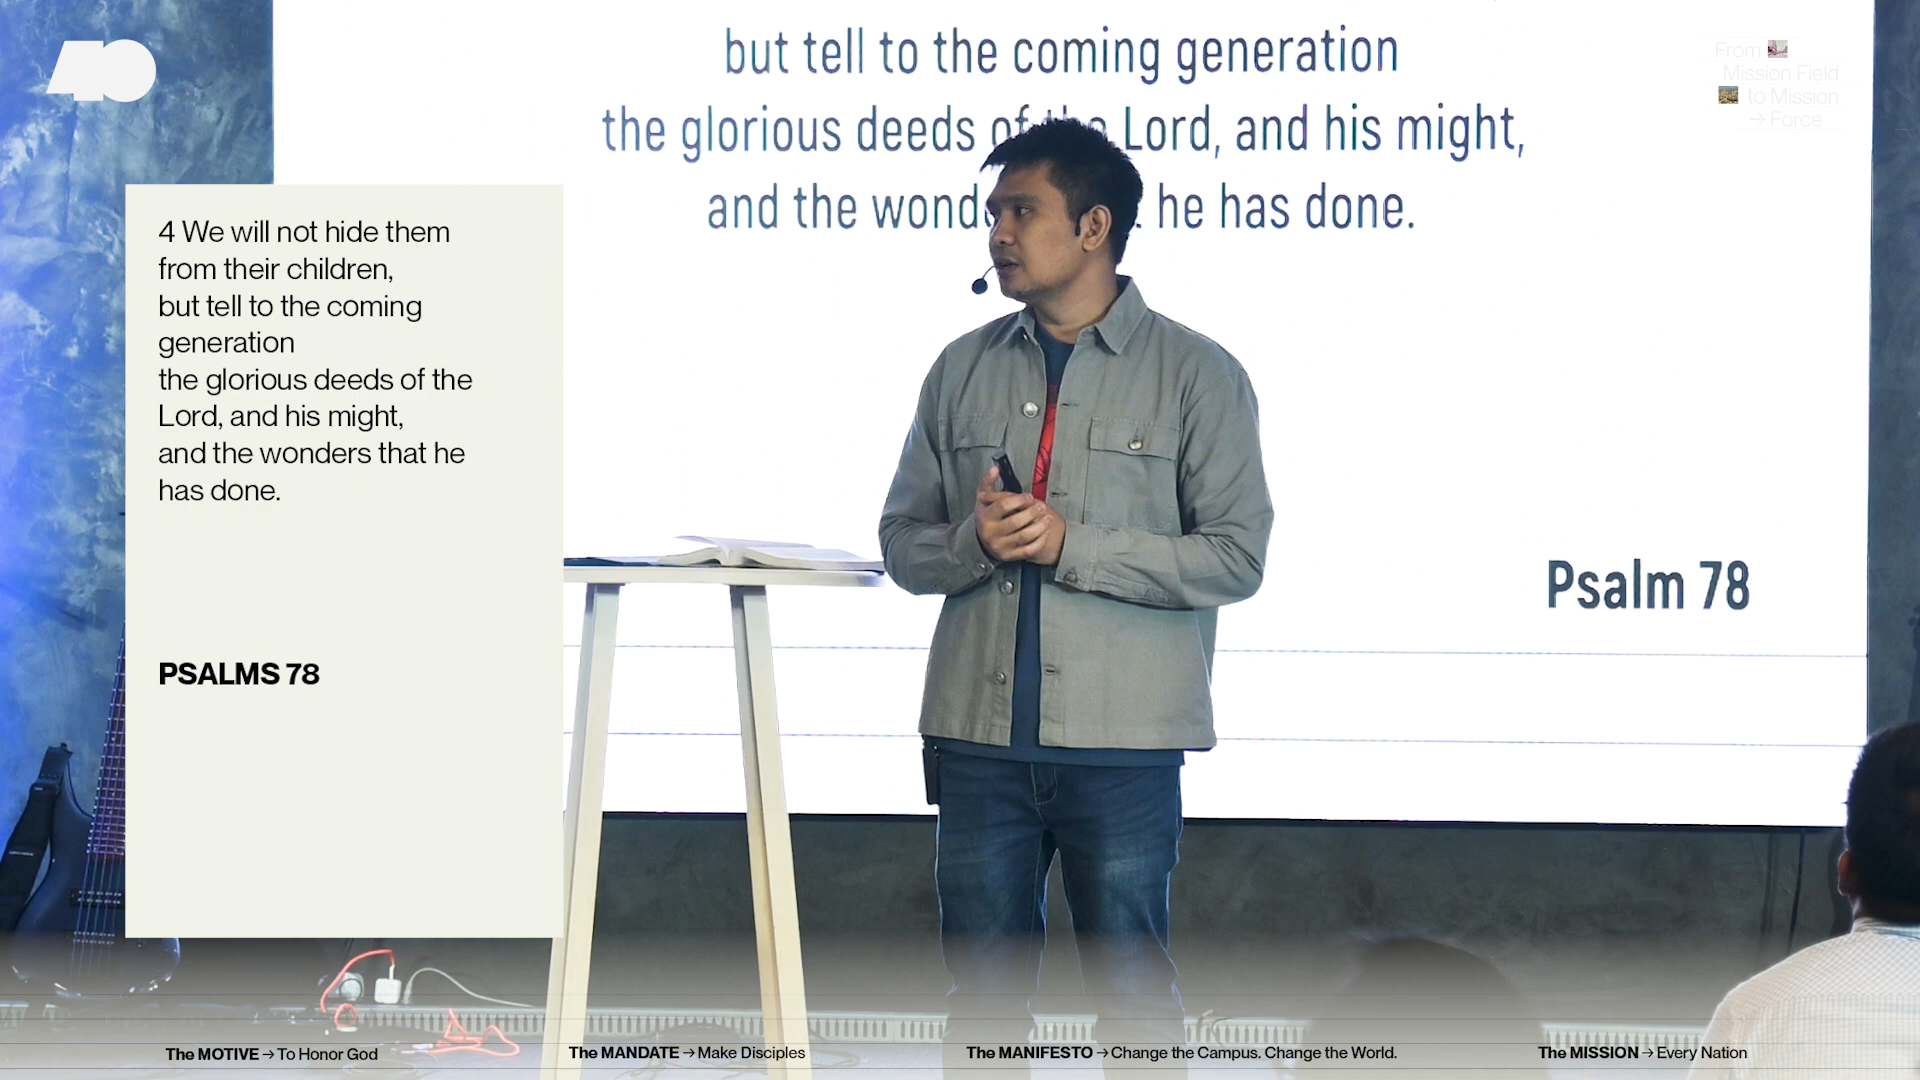 40
but tell to the coming generation
the glorious deeds of the Lord, and his might,
and the he has done.
Psalm 78
From
Mission Field
to Mission
→ Force
4 We will not hide them
from their children,
but tell to the coming
generation
the glorious deeds of the
Lord, and his might,
and the wonders that he
has done.
PSALMS 78
The MOTIVE → To Honor God
The MANDATE → Make Disciples
The MANIFESTO → Change the Campus. Change the World.
The MISSION → Every Nation